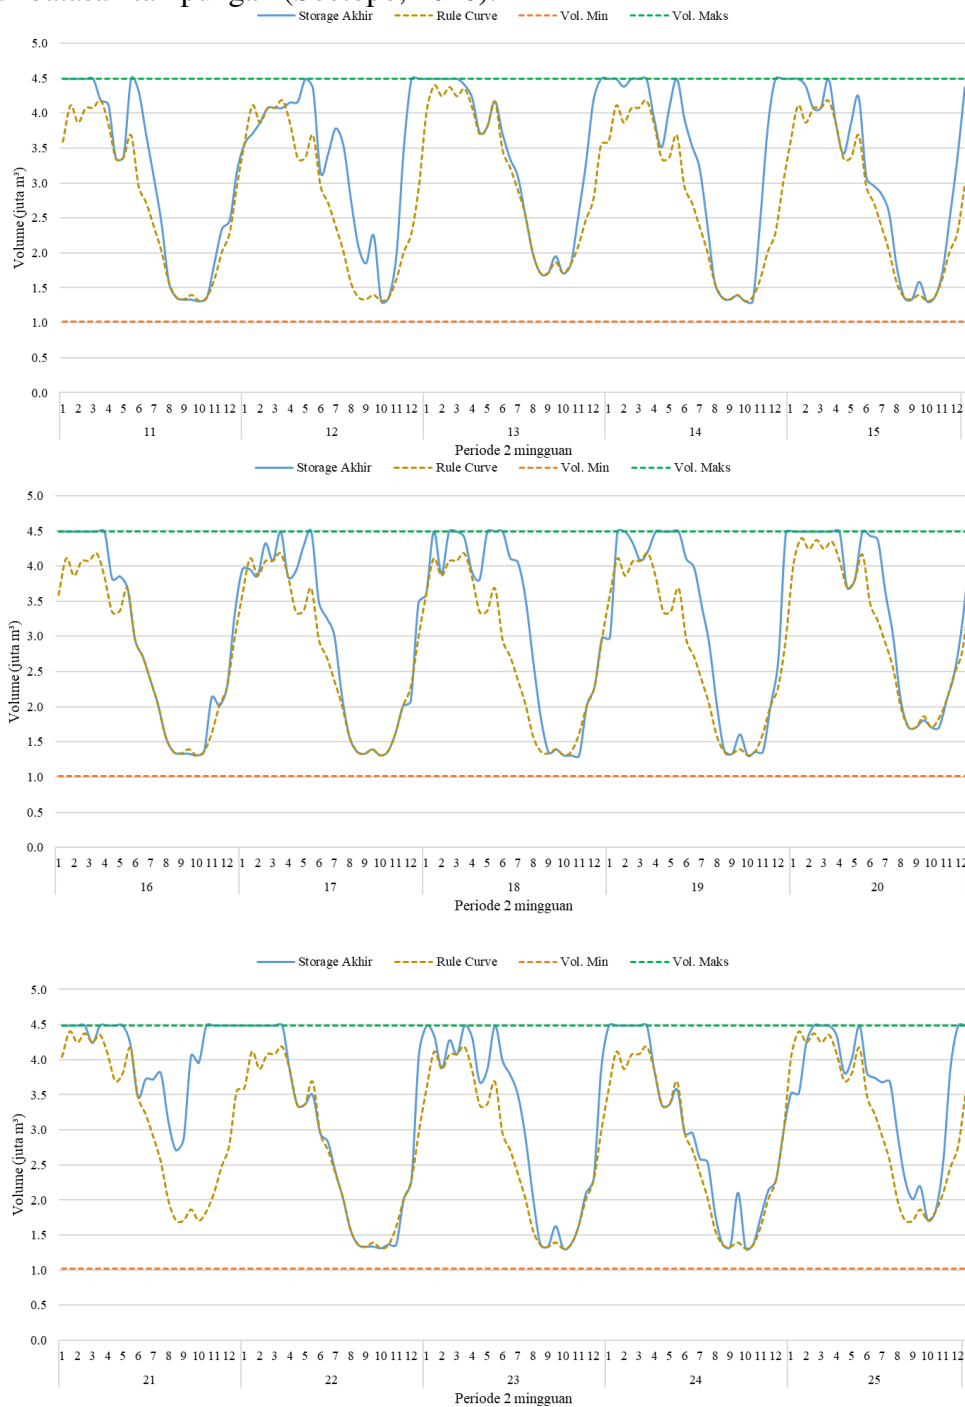 tampungan (Soetopo,
Storage Akhir Rule Curve Vol. Min Vol. Maks
5.0
4.5
4.0
3.5
3.0
2.5
2.0
1.5
1.0
0.5
0.0
Volume (juta m³)
1 2 3 4 5 6 7 8 9 10 11 12 1 2 3 4 5 6 7 8 9 10 11 12 1 2 3 4 5 6 7 8 9 10 11 12 1 2 3 4 5 6 7 8 9 10 11 12 1 2 3 4 5 6 7 8 9 10 11 12
11 12 13 14 15
Periode 2 mingguan
Storage Akhir Rule Curve Vol. Min Vol. Maks
5.0
4.5
4.0
3.5
3.0
2.5
2.0
1.5
1.0
0.5
0.0
Volume (juta m³)
1 2 3 4 5 6 7 8 9 10 11 12 1 2 3 4 5 6 7 8 9 10 11 12 1 2 3 4 5 6 7 8 9 10 11 12 1 2 3 4 5 6 7 8 9 10 11 12 1 2 3 4 5 6 7 8 9 10 11 12
16 17 18 19 20
Periode 2 mingguan
Storage Akhir Rule Curve Vol. Min Vol. Maks
5.0
4.5
4.0
3.5
3.0
2.5
2.0
1.5
1.0
0.5
0.0
Volume (juta m³)
1 2 3 4 5 6 7 8 9 10 11 12 1 2 3 4 5 6 7 8 9 10 11 12 1 2 3 4 5 6 7 8 9 10 11 12 1 2 3 4 5 6 7 8 9 10 11 12 1 2 3 4 5 6 7 8 9 10 11 12
21 22 23 24 25
Periode 2 mingguan